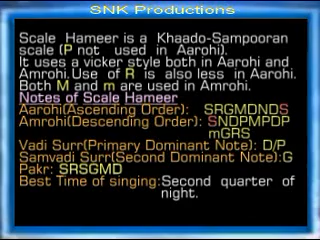 SNK Productions
Scale Hameer is a Khaado-Sampooran
scale (P not used in Aarohi).
It uses a vicker style both in Aarohi and
Amrohi. Use of R is also less in Aarohi.
Both M and m are used in Amrohi.
Notes of Scale Hameer
Aarohi(Ascending Order): SRGMDNDS
Amrohi(Descending Order): SNDPMPDP
mGRS
Vadi Surr(Primary Dominant Note): D/P
Samvadi Surr(Second Dominant Note):G
Pakr: SRSGMD
Best Time of singing:Second quarter of
night.